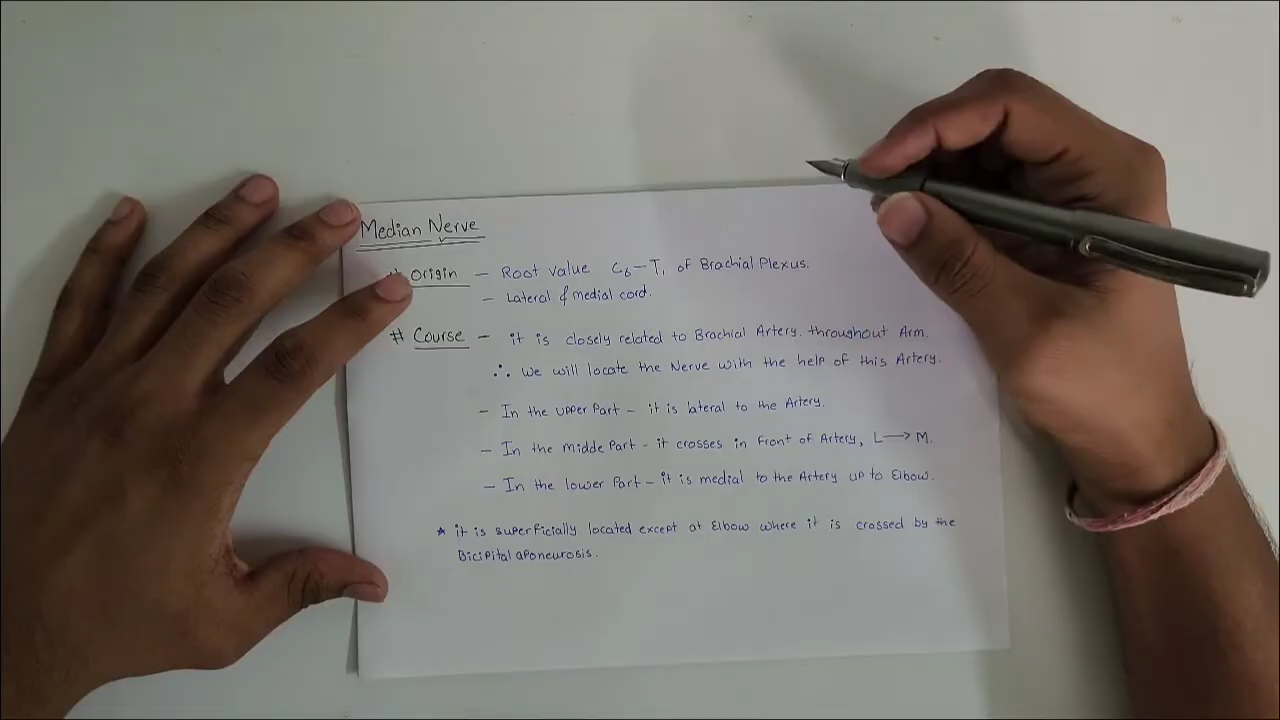 Median Nerve
# Origin – Root value C6–T1 of Brachial Plexus.
– Lateral & medial cord.
# Course – it is closely related to Brachial Artery. throughout Arm.
∴ We will locate the Nerve with the help of this Artery.
– In the upper Part – it is lateral to the Artery.
– In the midde Part – it crosses in front of Artery, L → M.
– In the lower Part – it is medial to the Artery up to Elbow.
* it is superficially located except at Elbow where it is crossed by the
Bicipital aponeurosis.